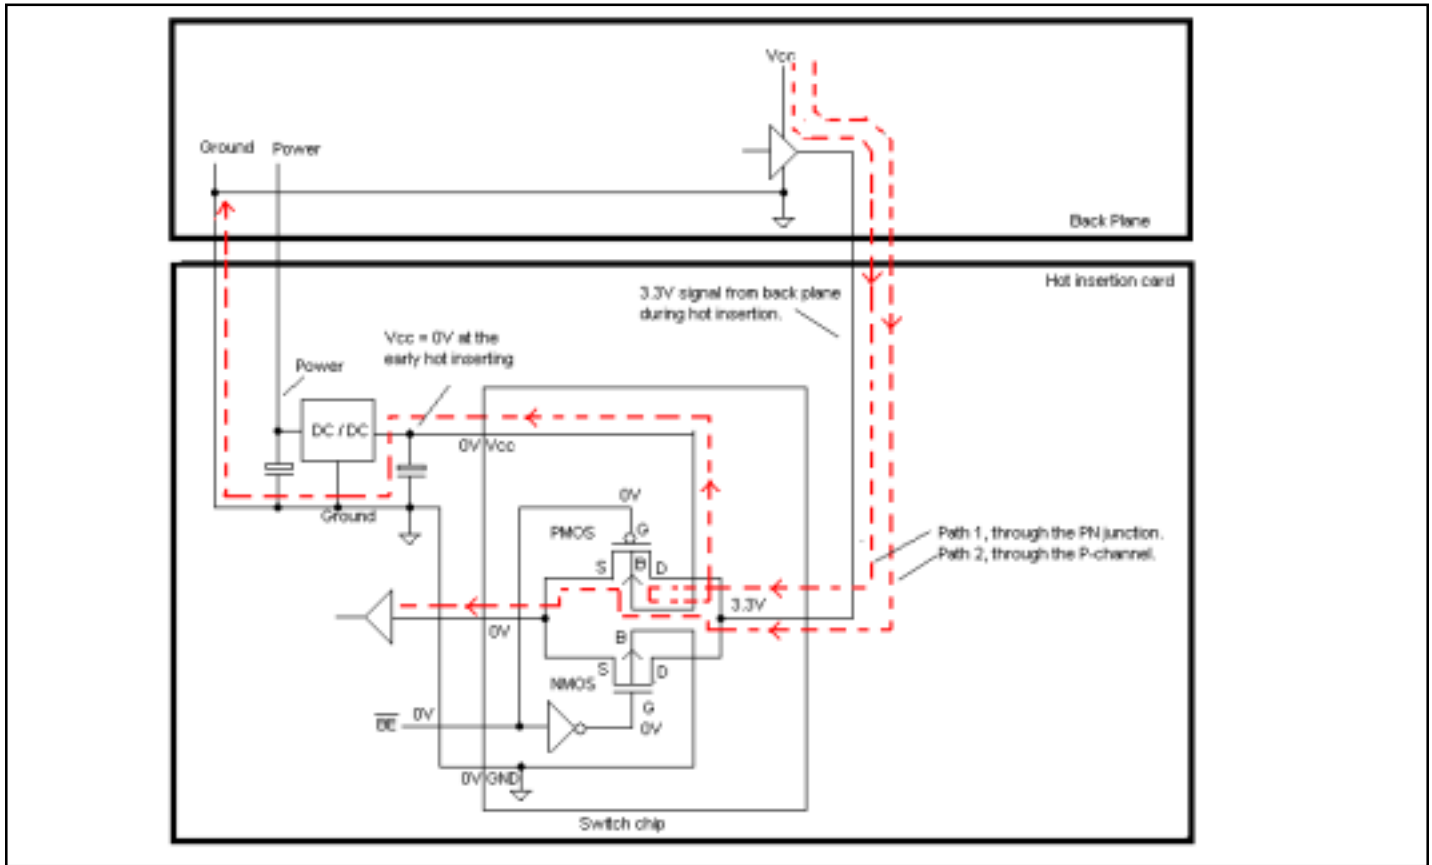 Vcc
Ground
Power
Back Plane
Hot insertion card
3.3V signal from back plane
during hot insertion.
Vcc = 0V at the
early hot inserting
Power
DC / DC
0V Vcc
Ground
0V
PMOS
G
S
B
D
Path 1, through the PN junction.
Path 2, through the P-channel.
3.3V
0V
B
S
D
NMOS
G
BE
0V
0V
0V GND
Switch chip